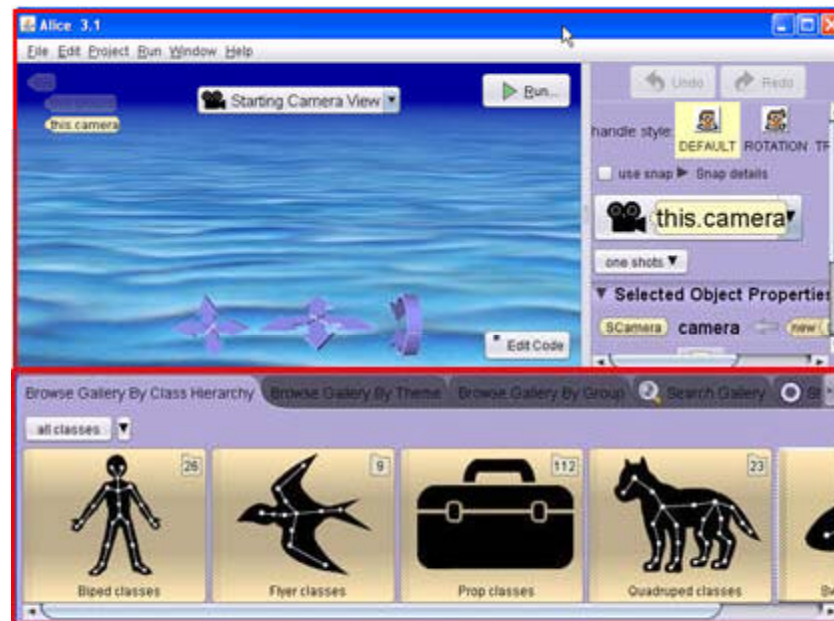 Alice 3.1
File Edit Project Run Window Help
this.camera
Starting Camera View
Run...
Undo Redo
handle style:
DEFAULT ROTATION
use snap Snap details
this.camera
one shots
Selected Object Properties
SCamera camera new
Edit Code
Browse Gallery By Class Hierarchy Browse Gallery By Theme Browse Gallery By Group Search Gallery
all classes
26 9 112 23
Biped classes Flyer classes Prop classes Quadruped classes